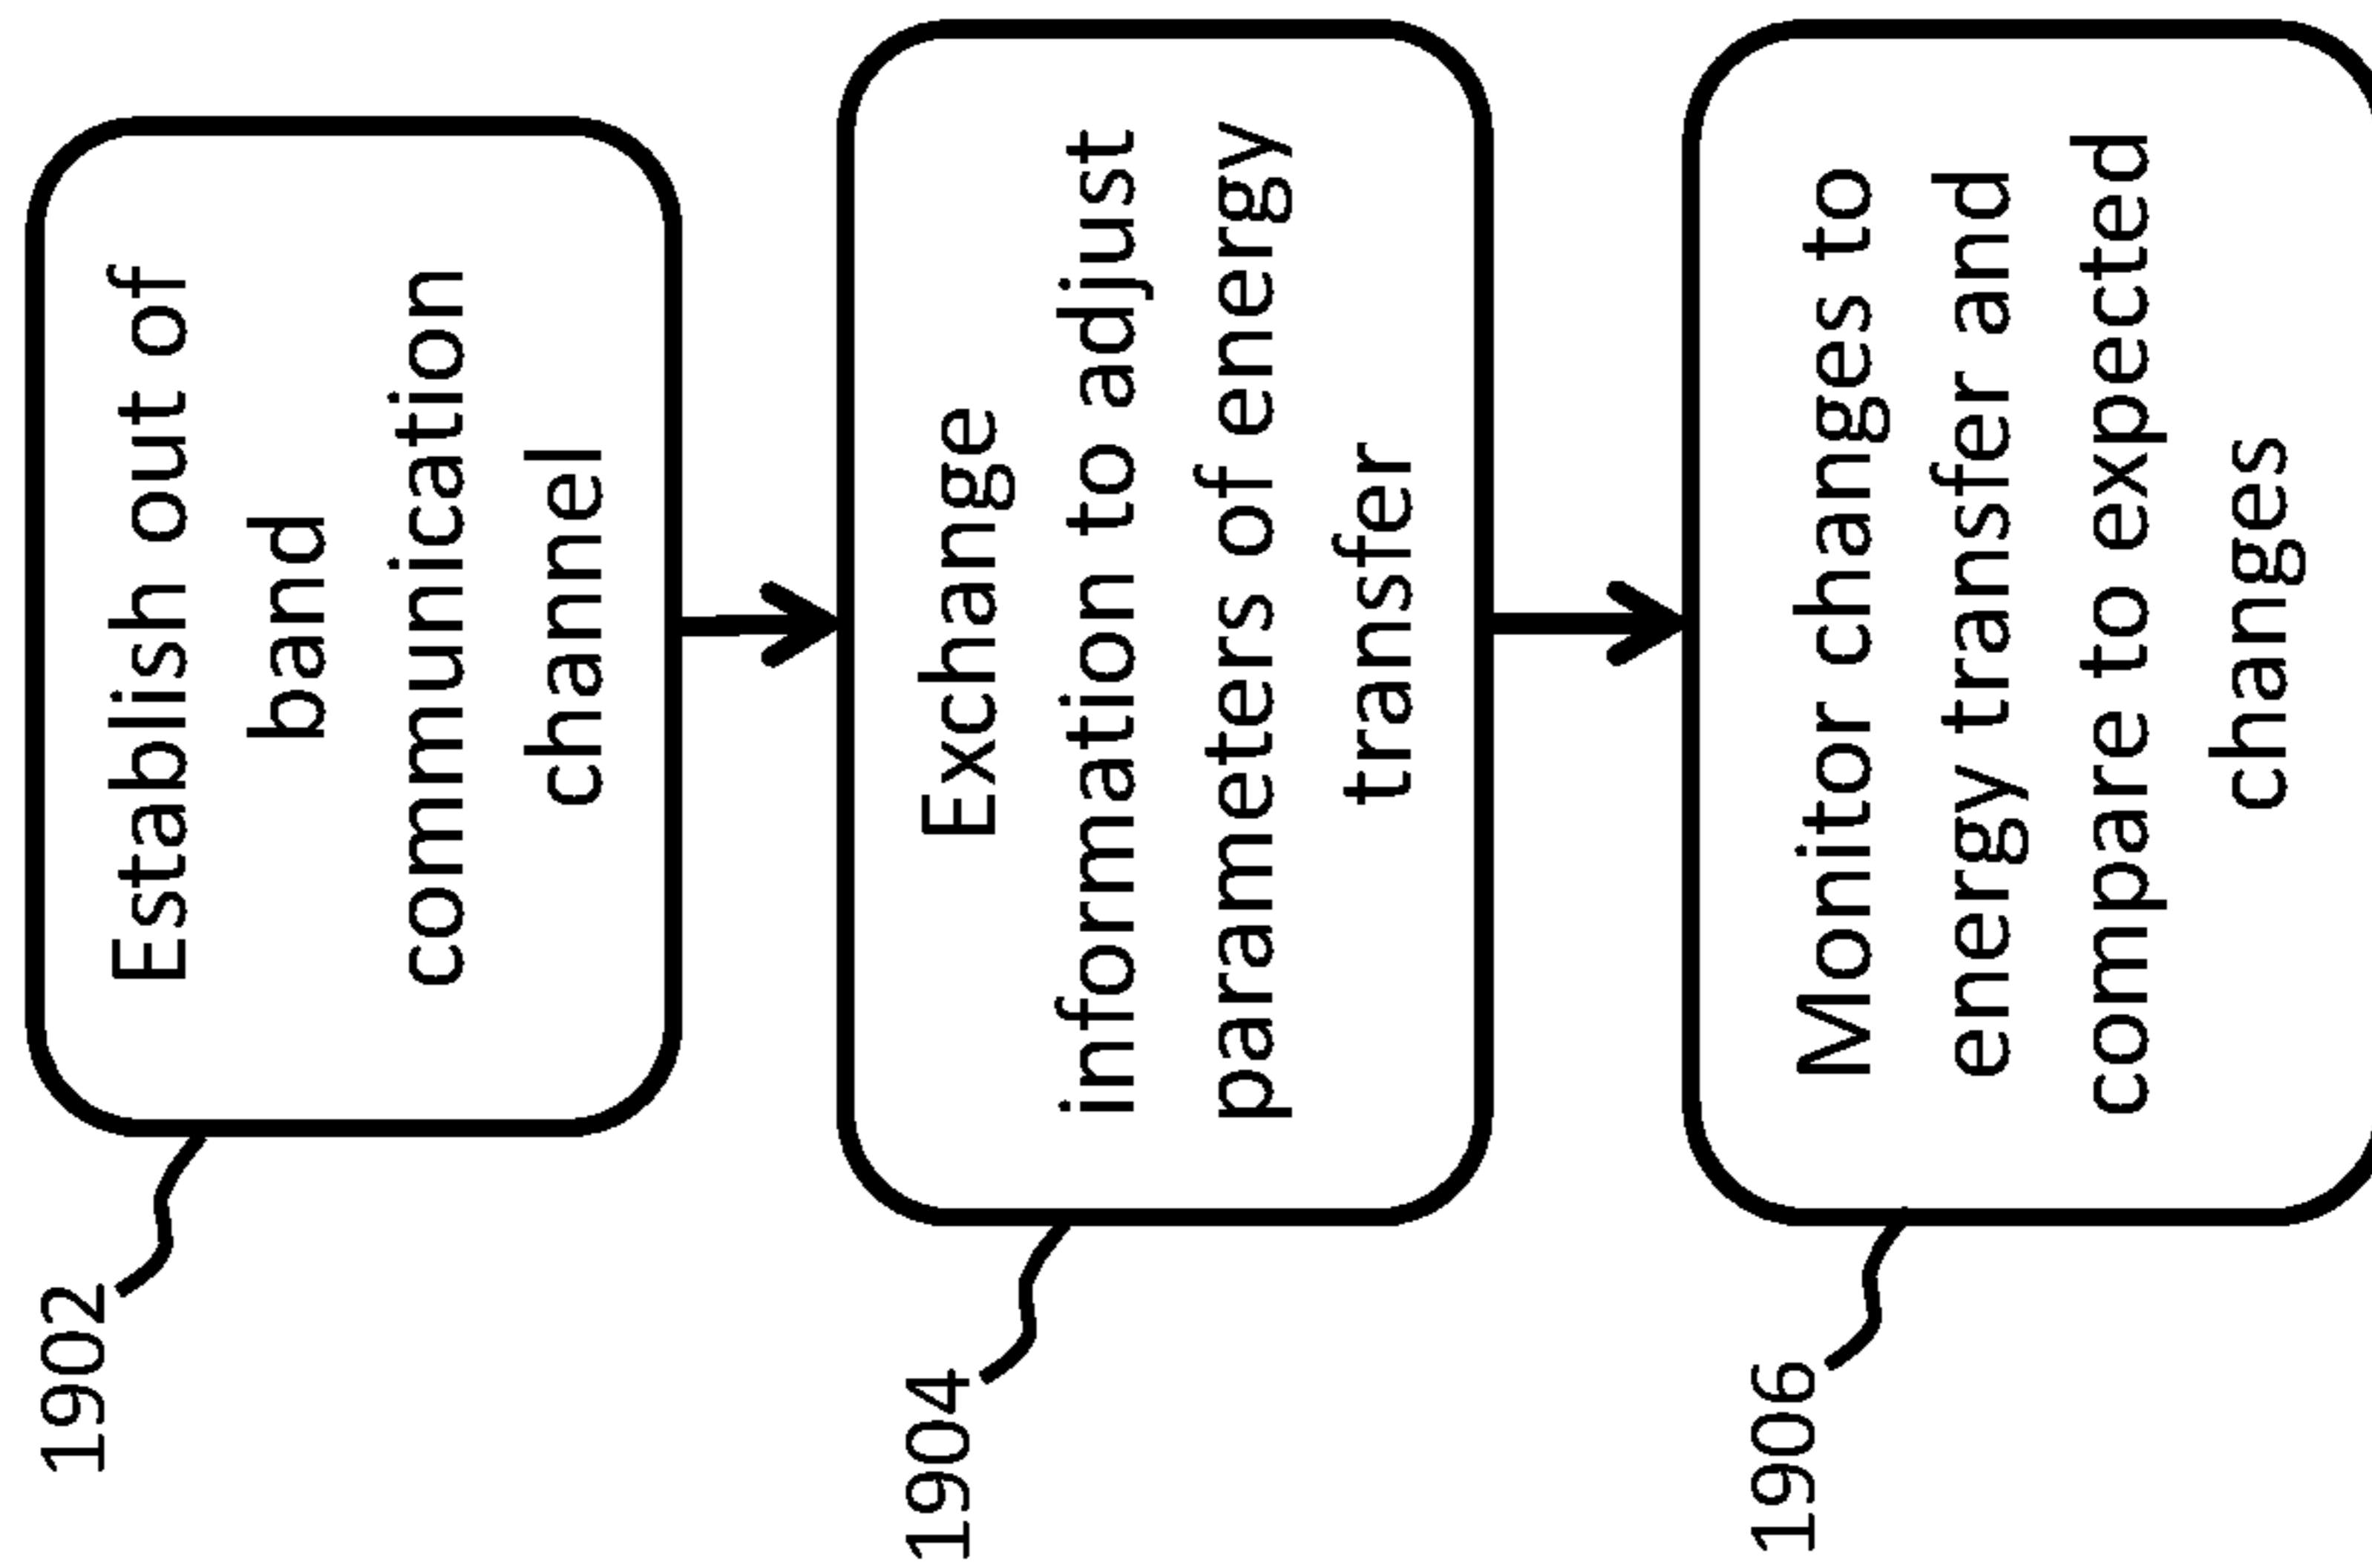 1902
Establish out of
band
communication
channel
1904
Exchange
information to adjust
parameters of energy
transfer
1906
Monitor changes to
energy transfer and
compare to expected
changes